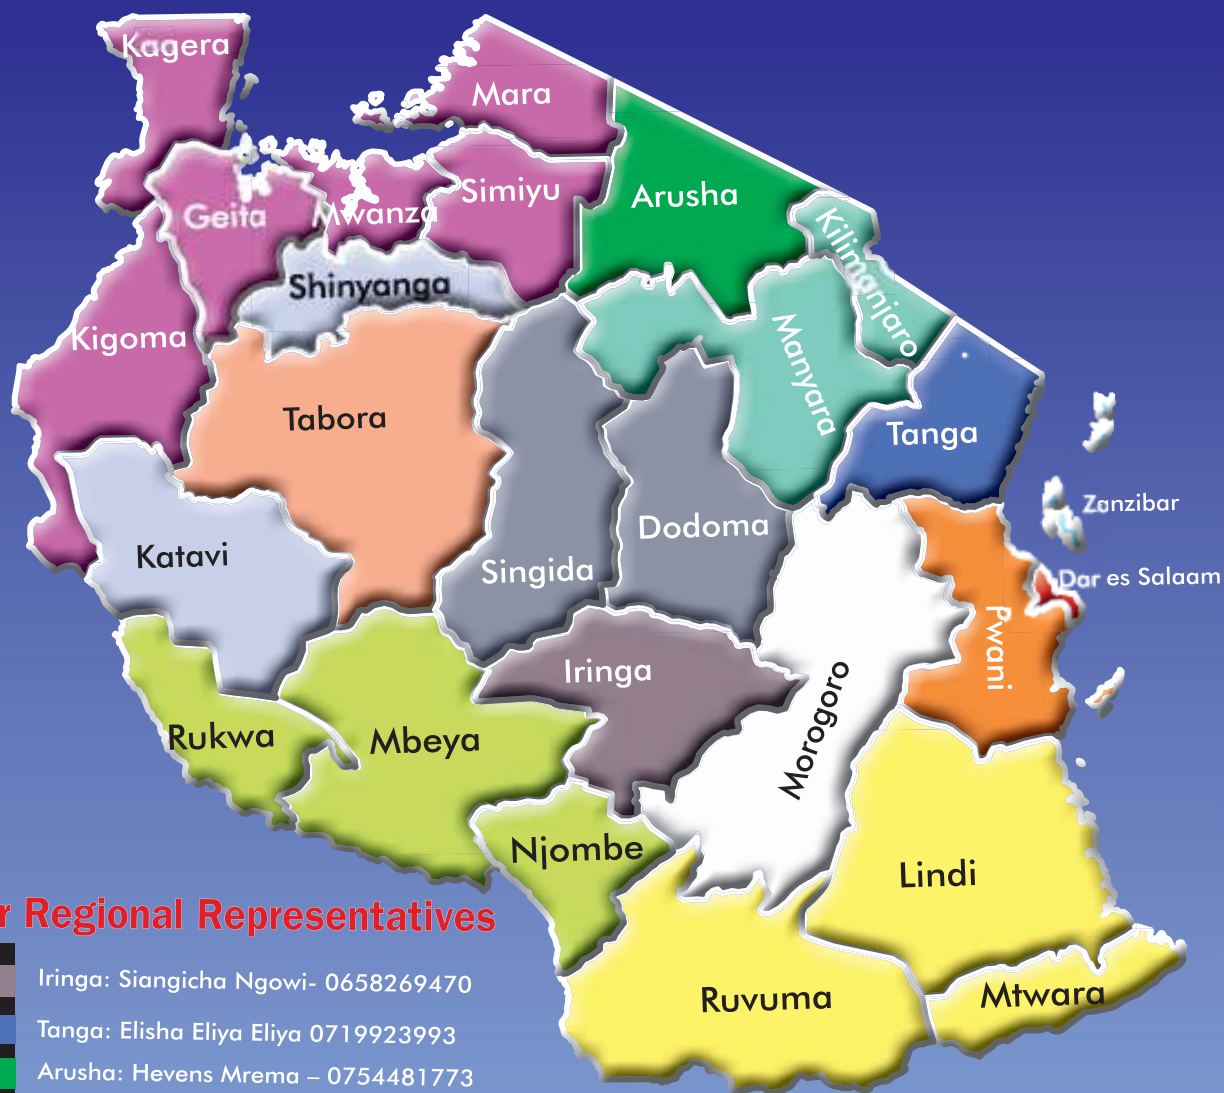 Kagera
Mara
Simiyu
Arusha
Geita
Mwanza
Kilimanjaro
Shinyanga
Kigoma
Manyara
Tabora
Tanga
Zanzibar
Dodoma
Katavi
Singida
Dar es Salaam
Pwani
Iringa
Morogoro
Rukwa
Mbeya
Njombe
Lindi
r Regional Representatives
Iringa: Siangicha Ngowi- 0658269470
Ruvuma
Mtwara
Tanga: Elisha Eliya Eliya 0719923993
Arusha: Hevens Mrema – 0754481773